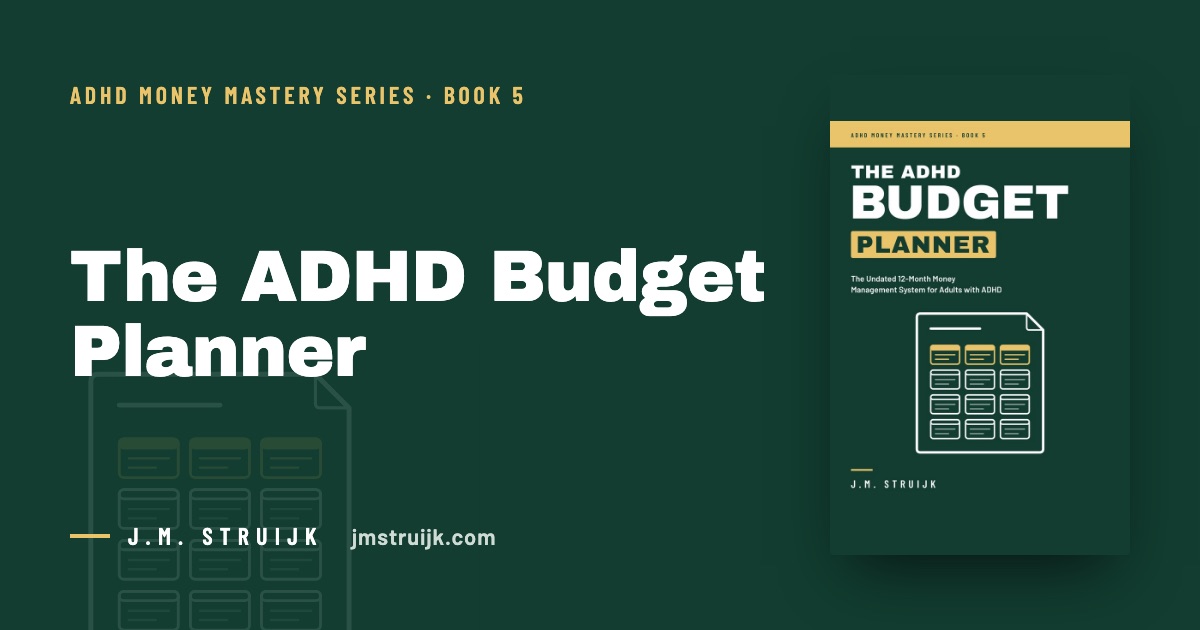 ADHD MONEY MASTERY SERIES · BOOK 5
The ADHD Budget
Planner
J.M. STRUIJK jmstruijk.com
ADHD MONEY MASTERY SERIES · BOOK 5
THE ADHD
BUDGET
PLANNER
The Undated 12-Month Money
Management System for Adults with ADHD
J.M. STRUIJK